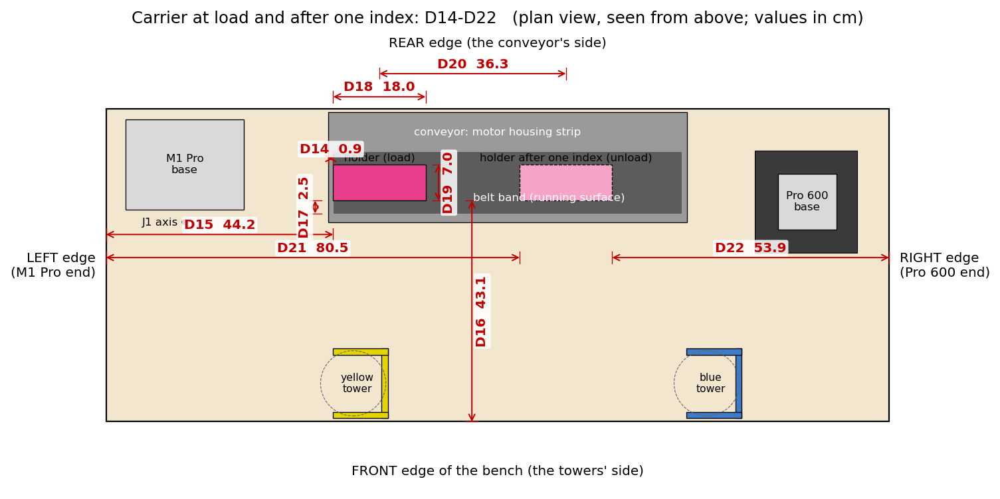 Carrier at load and after one index: D14-D22 (plan view, seen from above; values in cm)
REAR edge (the conveyor's side)
D20 36.3
D18 18.0
conveyor: motor housing strip
D14 0.9
holder (load)
holder after one index (unload)
M1 Pro
base
D19 7.0
D17 2.5
belt band (running surface)
Pro 600
base
J1 axis
D15 44.2
D21 80.5
D22 53.9
LEFT edge
(M1 Pro end)
RIGHT edge
(Pro 600 end)
D16 43.1
yellow
tower
blue
tower
FRONT edge of the bench (the towers' side)